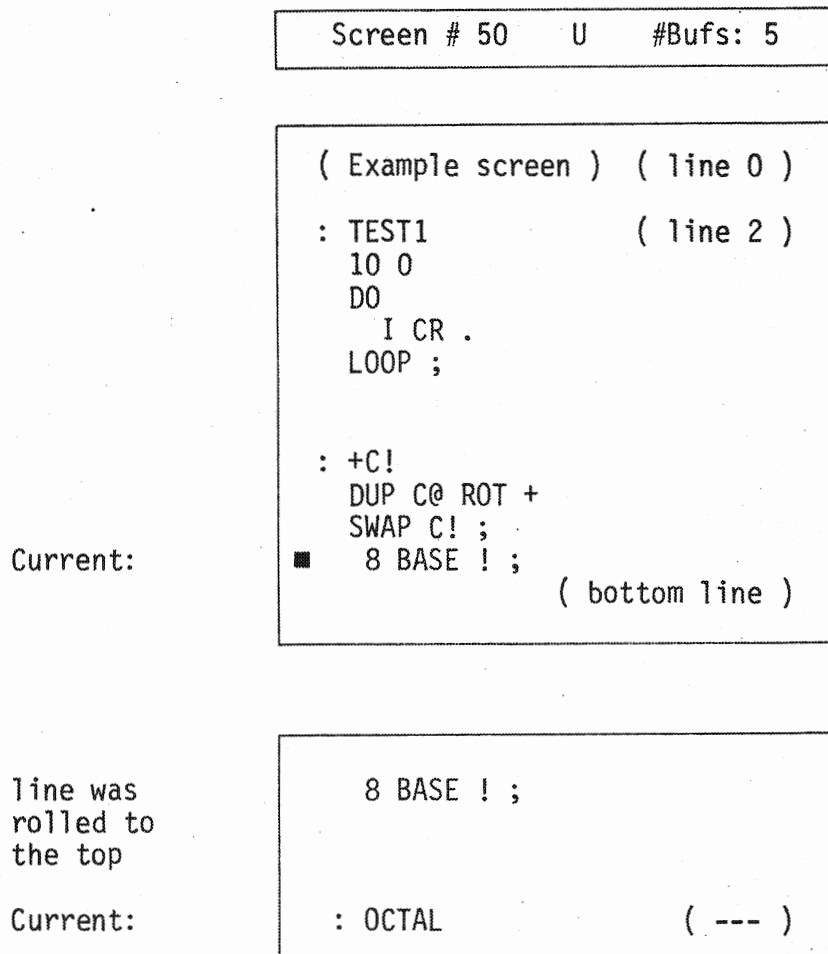 Screen # 50 U #Bufs: 5
( Example screen ) ( line 0 )
: TEST1 ( line 2 )
10 0
DO
I CR .
LOOP ;
: +C!
DUP C@ ROT +
SWAP C! ;
Current: 8 BASE ! ;
( bottom line )
line was 8 BASE ! ;
rolled to
the top
Current: : OCTAL ( --- )